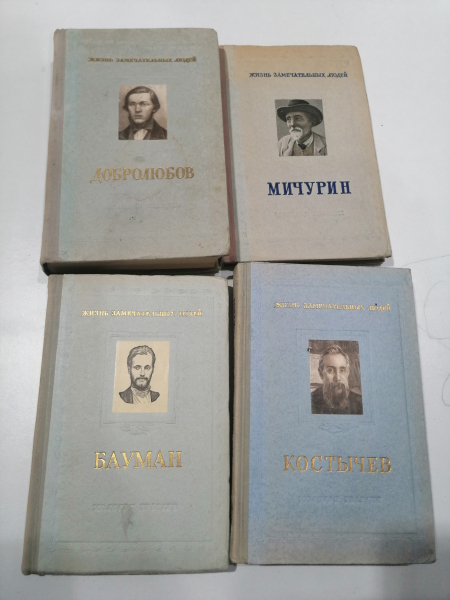 ЖИЗНЬ ЗАМЕЧАТЕЛЬНЫХ ЛЮДЕЙ
ДОБРОЛЮБОВ
ЖИЗНЬ ЗАМЕЧАТЕЛЬНЫХ ЛЮДЕЙ
МИЧУРИН
ЖИЗНЬ ЗАМЕЧАТЕЛЬНЫХ ЛЮДЕЙ
БАУМАН
ЖИЗНЬ ЗАМЕЧАТЕЛЬНЫХ ЛЮДЕЙ
КОСТЫЧЕВ